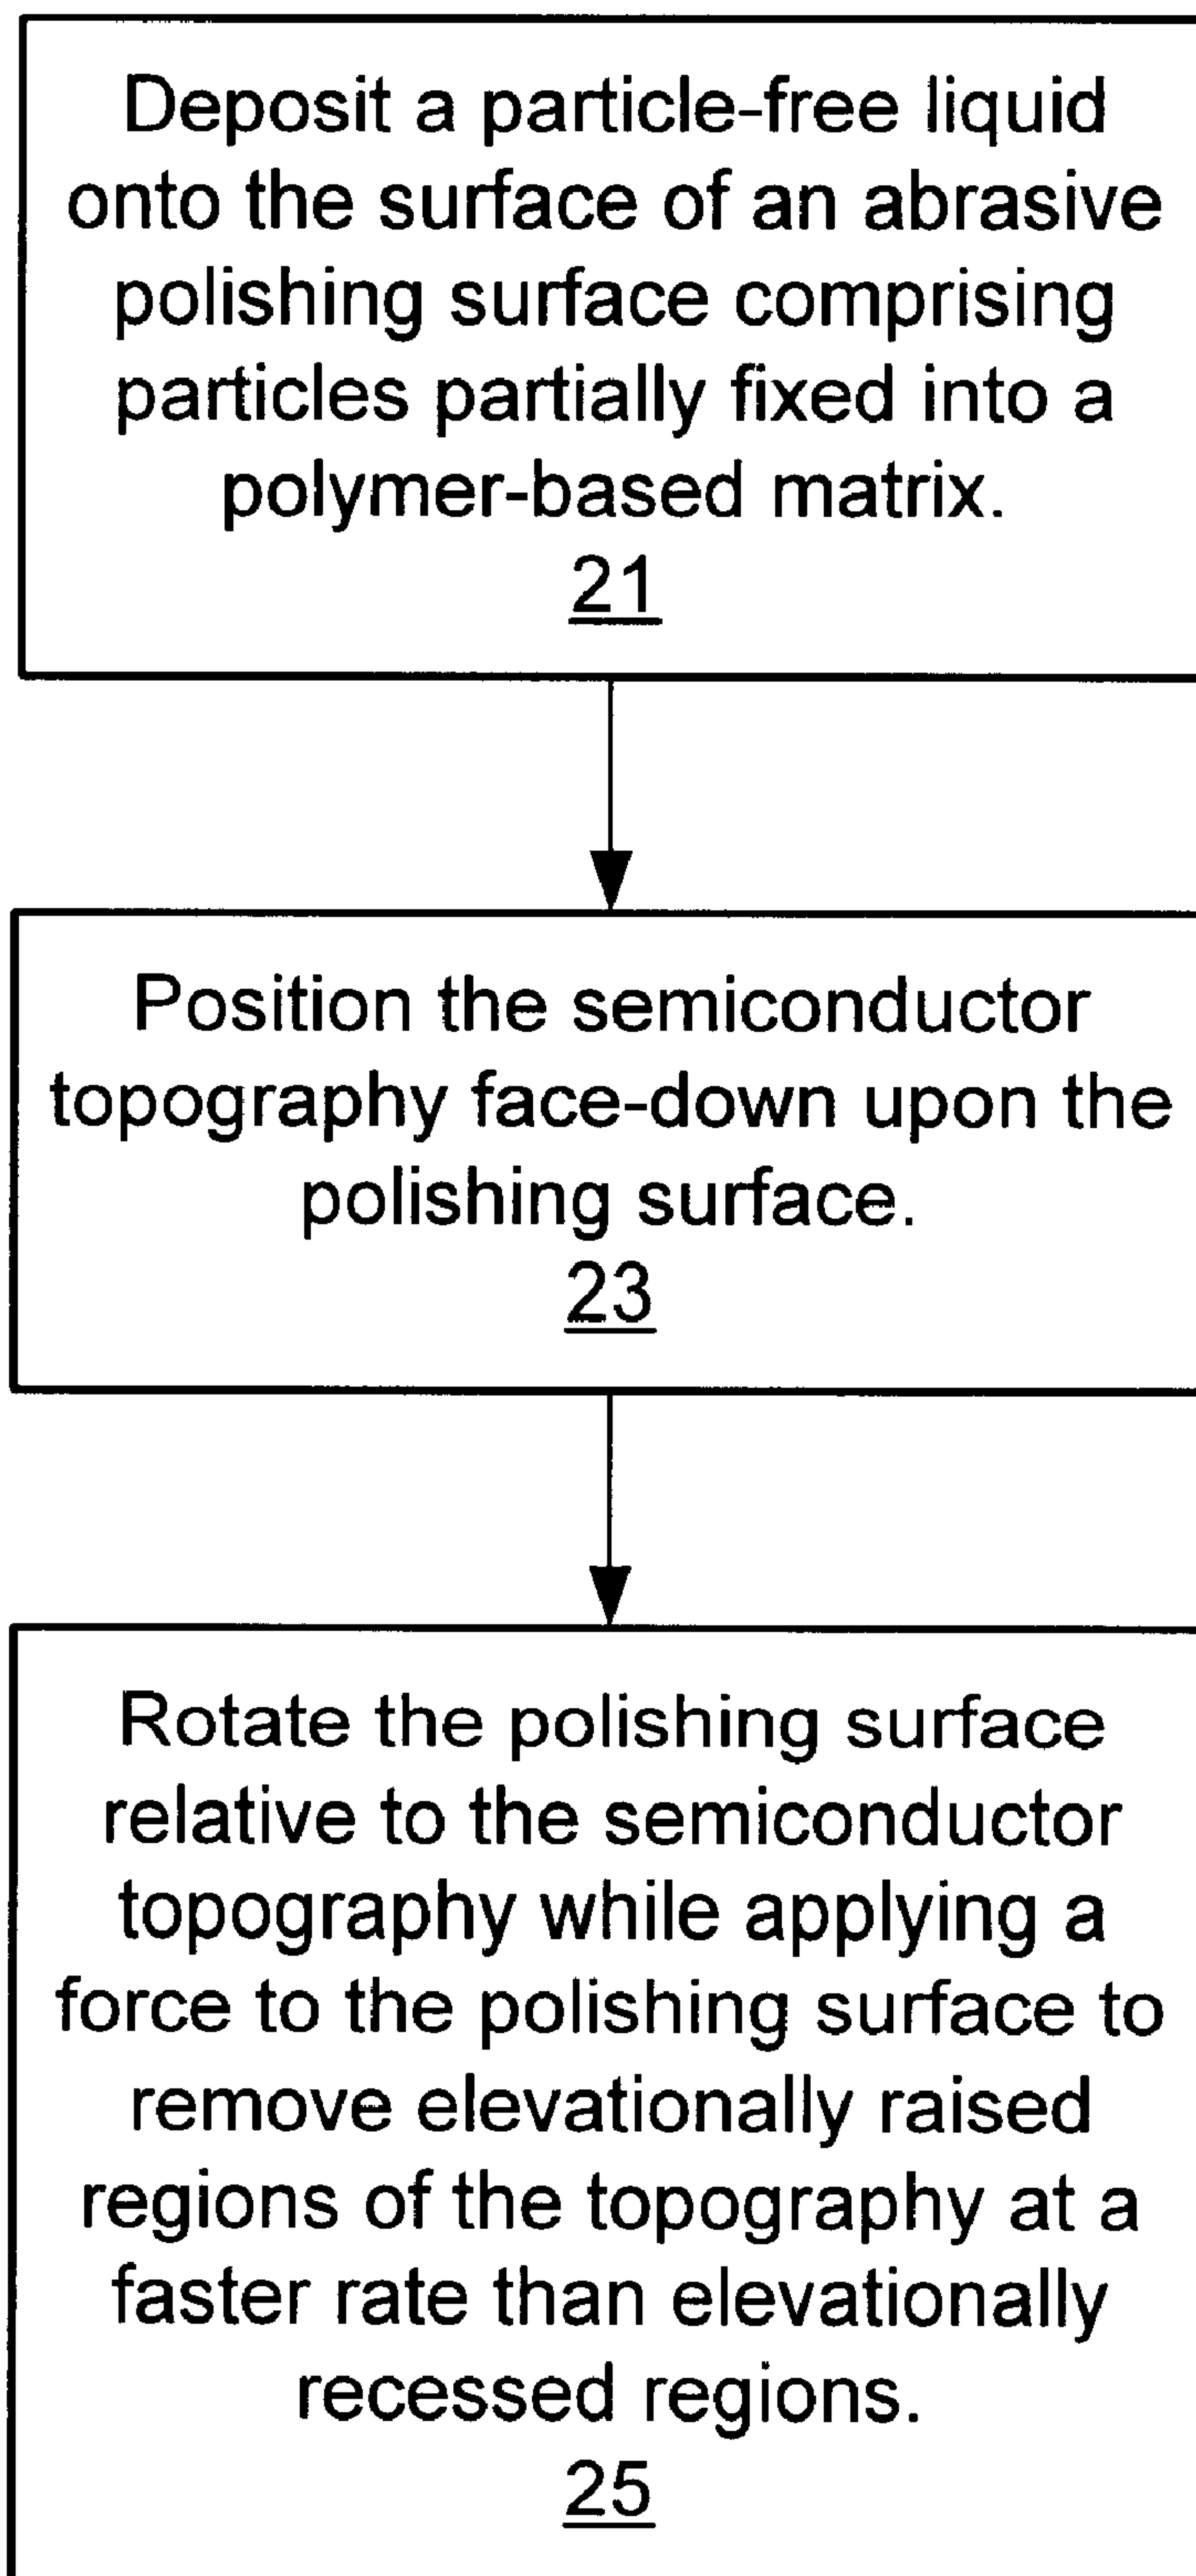 Deposit a particle-free liquid
onto the surface of an abrasive
polishing surface comprising
particles partially fixed into a
polymer-based matrix.
21
Position the semiconductor
topography face-down upon the
polishing surface.
23
Rotate the polishing surface
relative to the semiconductor
topography while applying a
force to the polishing surface to
remove elevationally raised
regions of the topography at a
faster rate than elevationally
recessed regions.
25